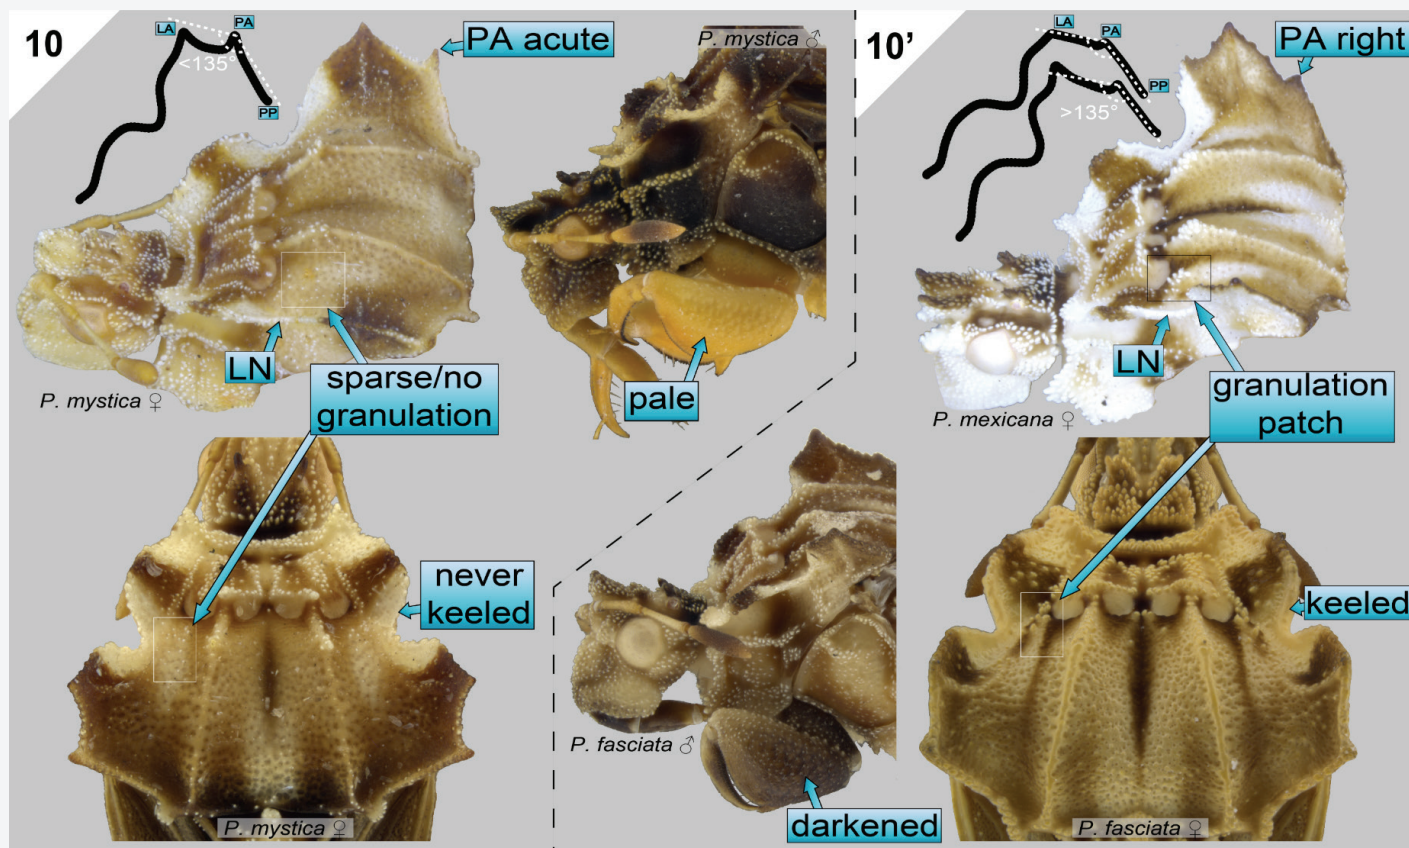 10
LA
PA
<135°
PP
PA acute
P. mystica ♂
LN
sparse/no
granulation
P. mystica ♀
pale
never
keeled
P. mystica ♀
10’
LA
PA
PP
>135°
PA right
LN
granulation
patch
P. mexicana ♀
P. fasciata ♂
darkened
keeled
P. fasciata ♀